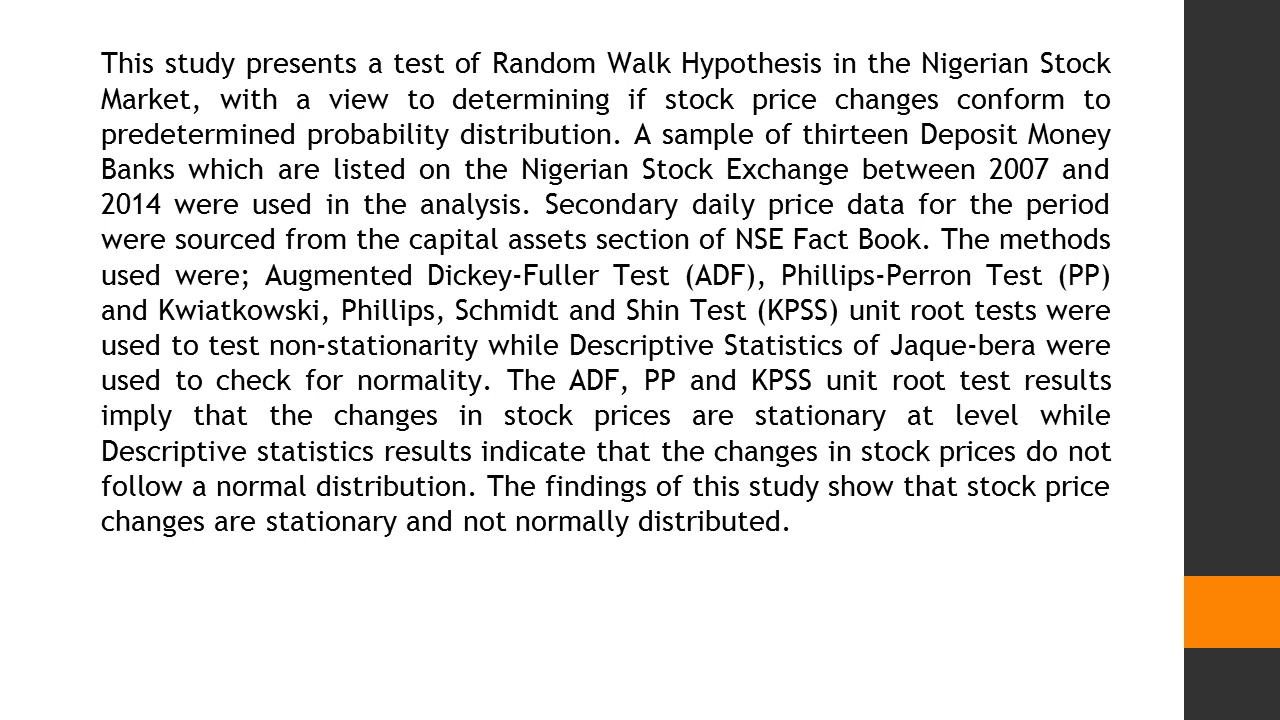 This study presents a test of Random Walk Hypothesis in the Nigerian Stock
Market, with a view to determining if stock price changes conform to
predetermined probability distribution. A sample of thirteen Deposit Money
Banks which are listed on the Nigerian Stock Exchange between 2007 and
2014 were used in the analysis. Secondary daily price data for the period
were sourced from the capital assets section of NSE Fact Book. The methods
used were; Augmented Dickey-Fuller Test (ADF), Phillips-Perron Test (PP)
and Kwiatkowski, Phillips, Schmidt and Shin Test (KPSS) unit root tests were
used to test non-stationarity while Descriptive Statistics of Jaque-bera were
used to check for normality. The ADF, PP and KPSS unit root test results
imply that the changes in stock prices are stationary at level while
Descriptive statistics results indicate that the changes in stock prices do not
follow a normal distribution. The findings of this study show that stock price
changes are stationary and not normally distributed.